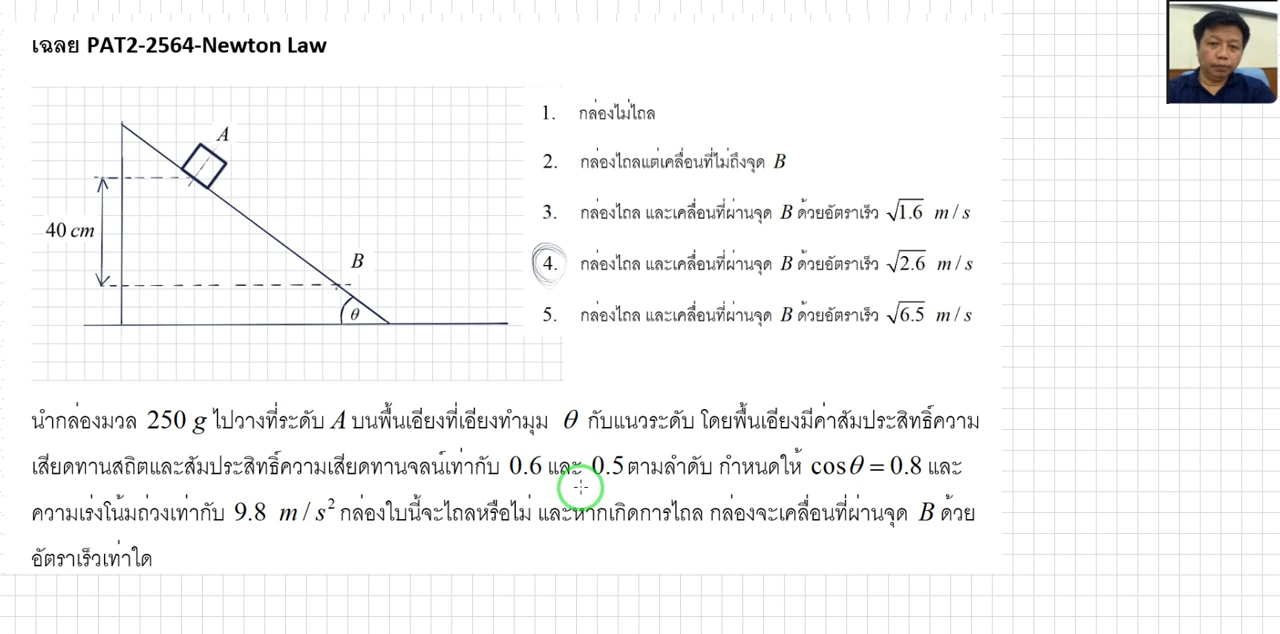 เฉลย PAT2-2564-Newton Law
A
40 cm
B
θ
1. กล่องไม่ไถล
2. กล่องไถลแต่เคลื่อนที่ไม่ถึงจุด B
3. กล่องไถล และเคลื่อนที่ผ่านจุด B ด้วยอัตราเร็ว √1.6 m / s
4. กล่องไถล และเคลื่อนที่ผ่านจุด B ด้วยอัตราเร็ว √2.6 m / s
5. กล่องไถล และเคลื่อนที่ผ่านจุด B ด้วยอัตราเร็ว √6.5 m / s
นำกล่องมวล 250 g ไปวางที่ระดับ A บนพื้นเอียงที่เอียงทำมุม θ กับแนวระดับ โดยพื้นเอียงมีค่าสัมประสิทธิ์ความ
เสียดทานสถิตและสัมประสิทธิ์ความเสียดทานจลน์เท่ากับ 0.6 และ 0.5 ตามลำดับ กำหนดให้ cosθ = 0.8 และ
ความเร่งโน้มถ่วงเท่ากับ 9.8 m / s² กล่องใบนี้จะไถลหรือไม่ และหากเกิดการไถล กล่องจะเคลื่อนที่ผ่านจุด B ด้วย
อัตราเร็วเท่าใด